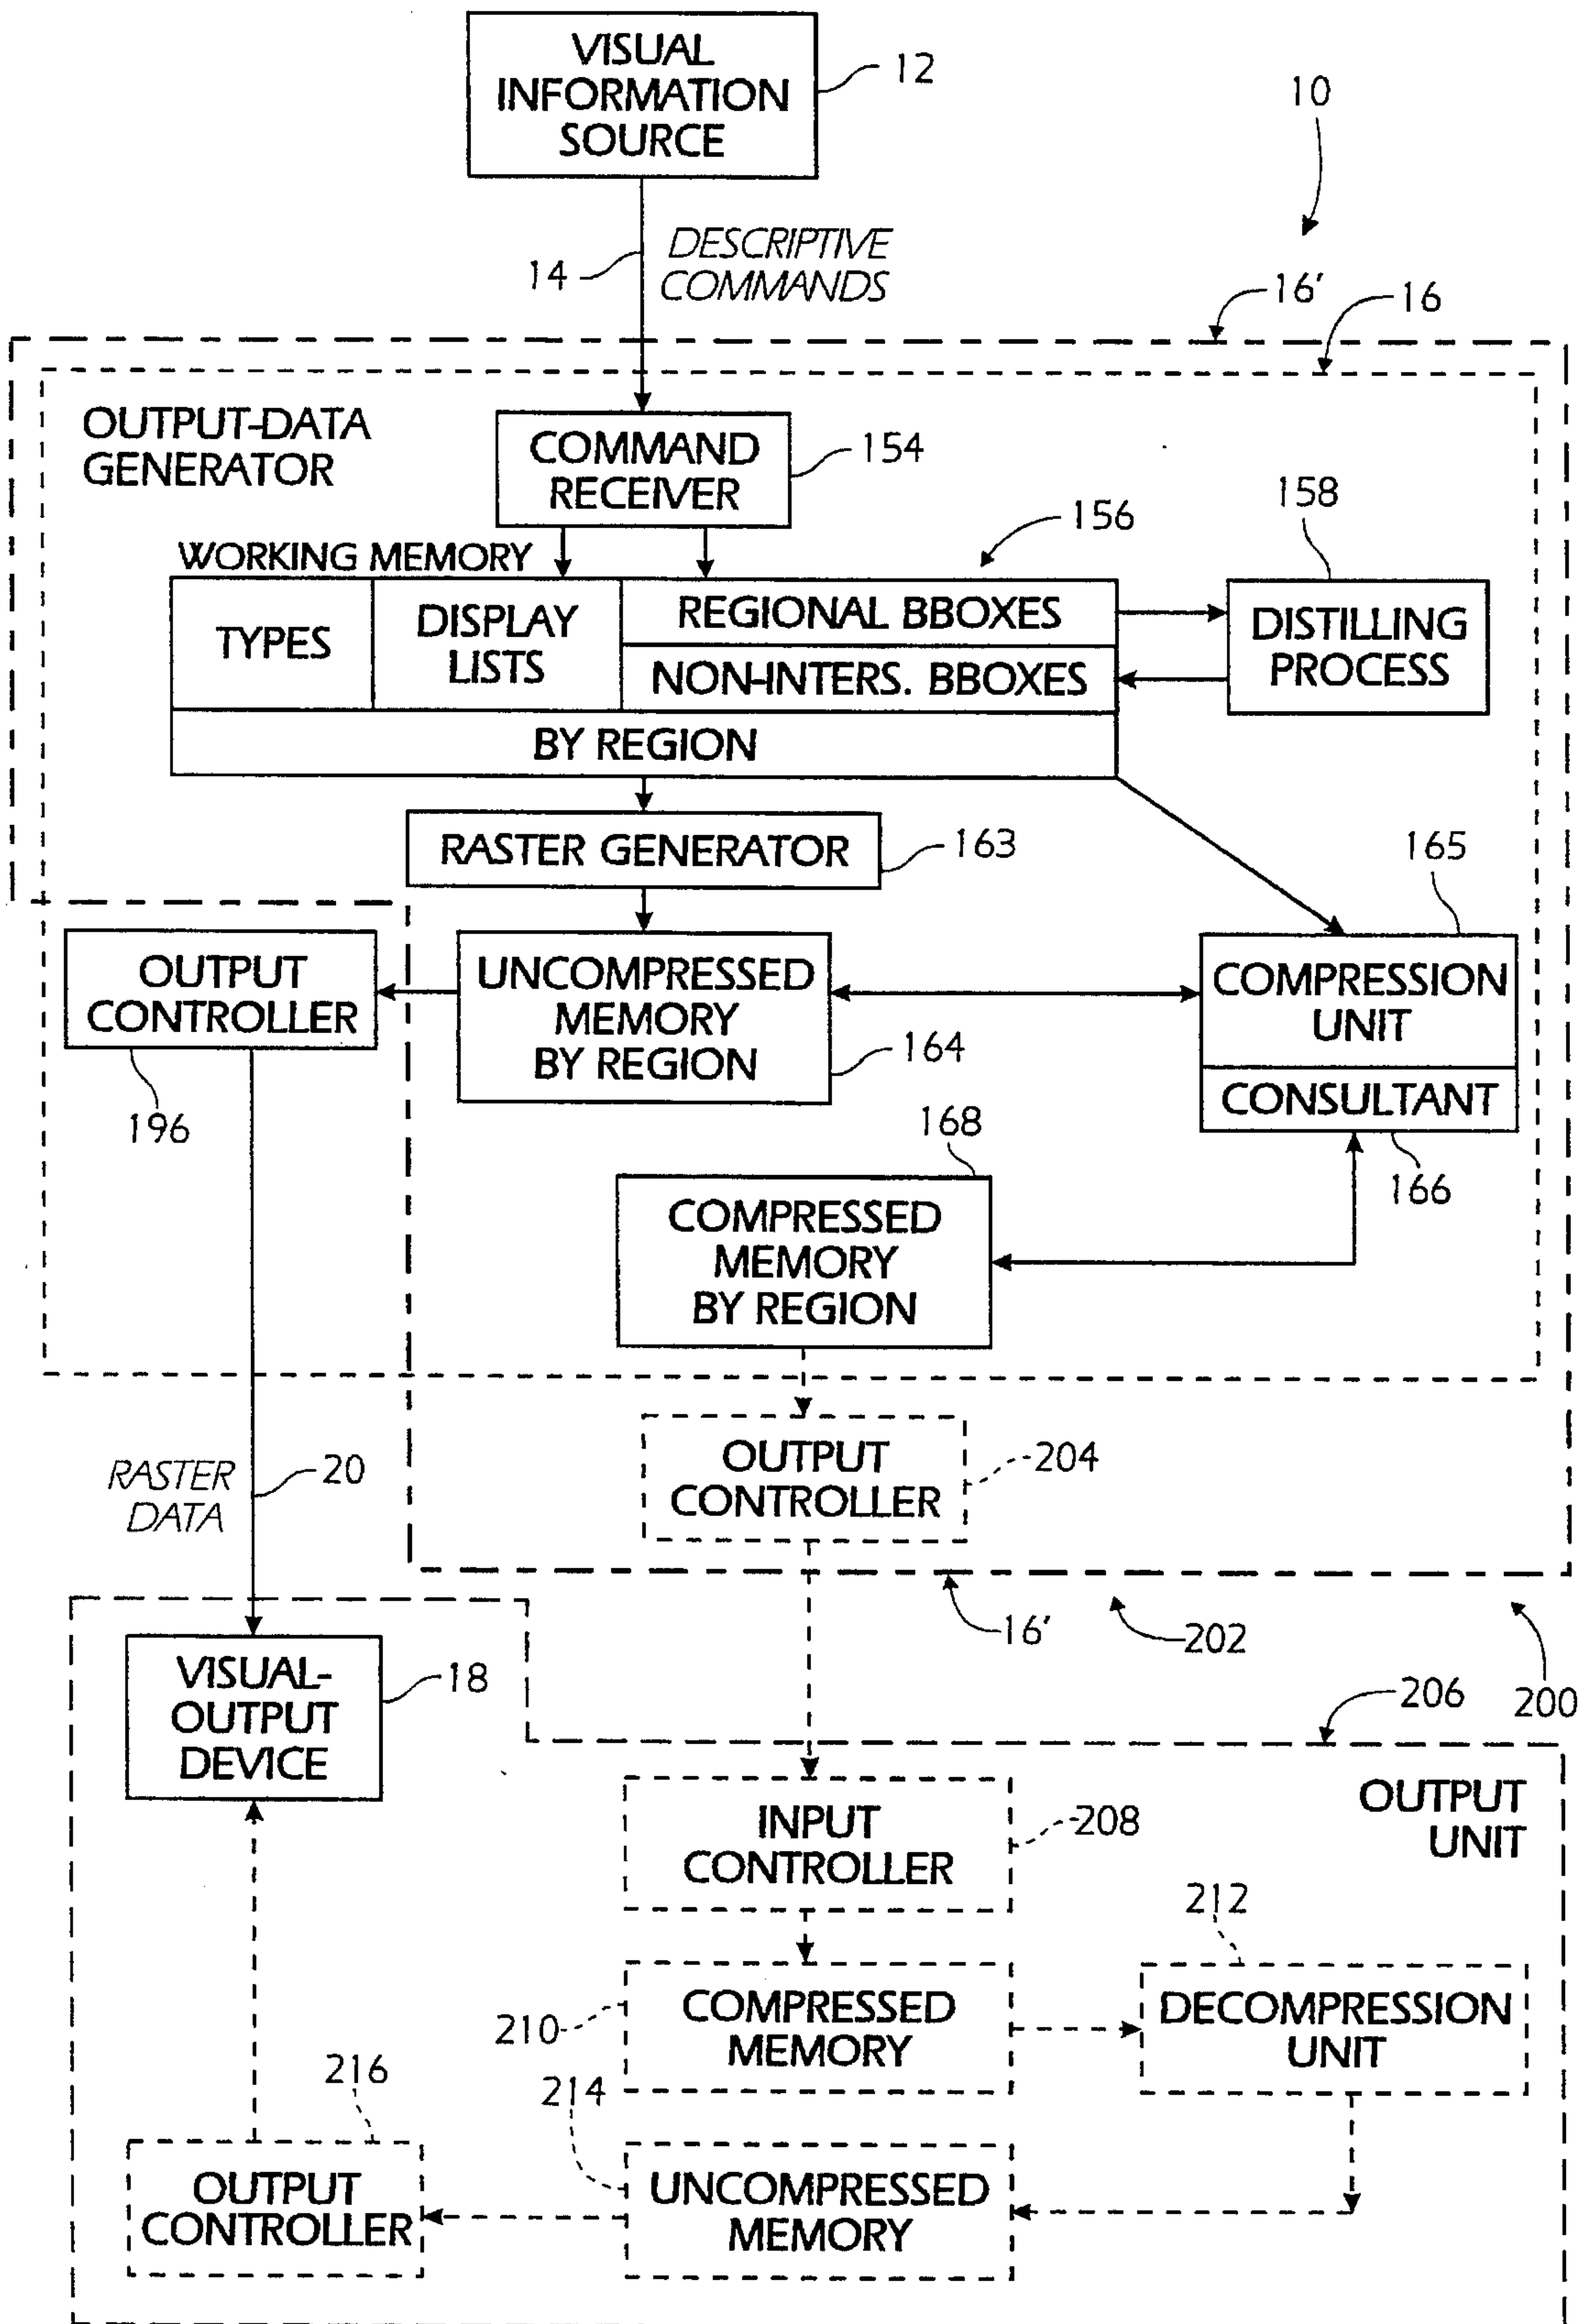 VISUAL
INFORMATION
SOURCE
12
10
14
DESCRIPTIVE
COMMANDS
16'
16
OUTPUT-DATA
GENERATOR
COMMAND
RECEIVER
154
156
158
WORKING MEMORY
TYPES
DISPLAY
LISTS
REGIONAL BBOXES
NON-INTERS. BBOXES
BY REGION
DISTILLING
PROCESS
RASTER GENERATOR
163
165
OUTPUT
CONTROLLER
196
UNCOMPRESSED
MEMORY
BY REGION
164
COMPRESSION
UNIT
CONSULTANT
166
168
COMPRESSED
MEMORY
BY REGION
OUTPUT
CONTROLLER
204
RASTER
DATA
20
16'
202
200
VISUAL-
OUTPUT
DEVICE
18
206
OUTPUT
UNIT
INPUT
CONTROLLER
208
212
210
COMPRESSED
MEMORY
DECOMPRESSION
UNIT
216
214
OUTPUT
CONTROLLER
UNCOMPRESSED
MEMORY